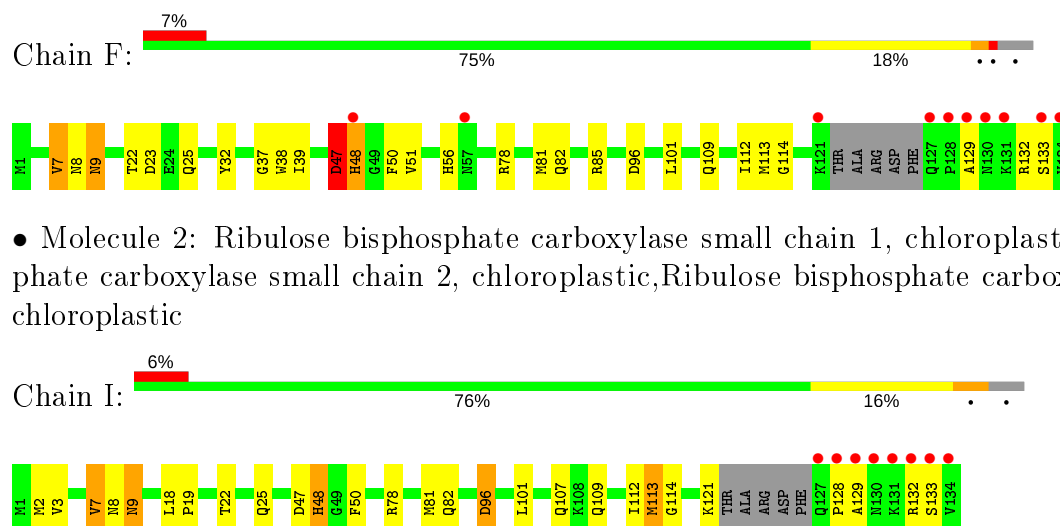 7%
Chain F:
75% 18% • • •
M1 V7 N8 N9 T22 D23 E24 Q25 Y32 G37 W38 I39 D47 H48 G49 F50 V51 H56 N57 R78 M81 Q82 R85 D96 L101 Q109 I112 M113 G114 K121 THR ALA ARG ASP PHE Q127 P128 A129 N130 K131 R132 S133
• Molecule 2: Ribulose bisphosphate carboxylase small chain 1, chloroplast
phate carboxylase small chain 2, chloroplastic,Ribulose bisphosphate carbox
chloroplastic
6%
Chain I:
76% 16% • •
M1 M2 V3 V7 N8 N9 L18 P19 T22 Q25 D47 H48 G49 F50 R78 M81 Q82 D96 L101 Q107 K108 Q109 I112 M113 G114 K121 THR ALA ARG ASP PHE Q127 P128 A129 N130 K131 R132 S133 V134